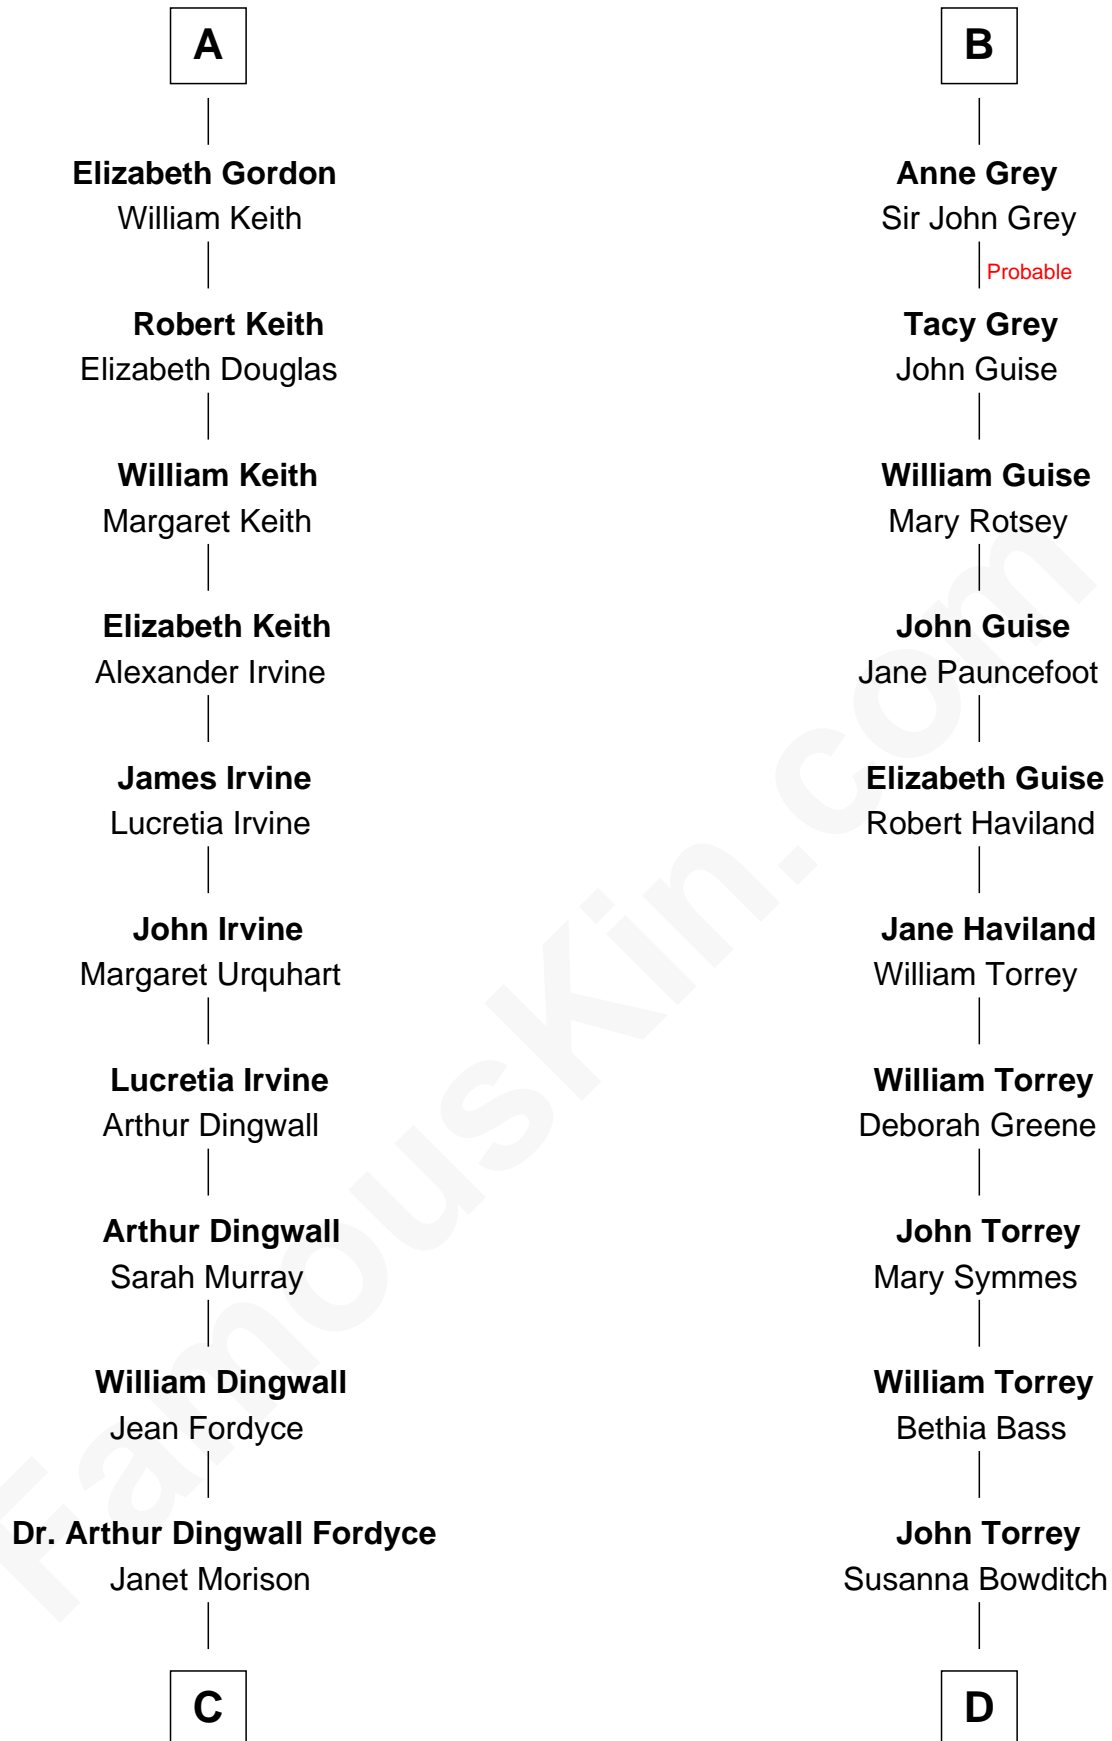 A
Elizabeth Gordon
William Keith
Robert Keith
Elizabeth Douglas
William Keith
Margaret Keith
Elizabeth Keith
Alexander Irvine
James Irvine
Lucretia Irvine
John Irvine
Margaret Urquhart
Lucretia Irvine
Arthur Dingwall
Arthur Dingwall
Sarah Murray
William Dingwall
Jean Fordyce
Dr. Arthur Dingwall Fordyce
Janet Morison
C
B
Anne Grey
Sir John Grey
Probable
Tacy Grey
John Guise
William Guise
Mary Rotsey
John Guise
Jane Pauncefoot
Elizabeth Guise
Robert Haviland
Jane Haviland
William Torrey
William Torrey
Deborah Greene
John Torrey
Mary Symmes
William Torrey
Bethia Bass
John Torrey
Susanna Bowditch
D
FamousKin.com